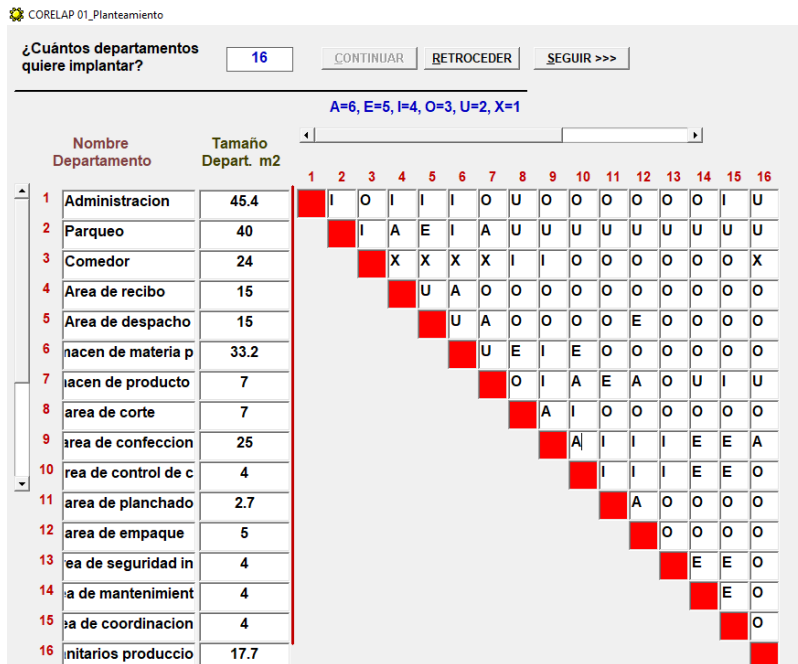 CORELAP 01_Planteamiento
¿Cuántos departamentos quiere implantar? 16 CONTINUAR RETROCEDER SEGUIR >>>
A=6, E=5, I=4, O=3, U=2, X=1
Nombre Departamento Tamaño Depart. m2
1 2 3 4 5 6 7 8 9 10 11 12 13 14 15 16
1 Administracion 45.4 I O I I I O U O O O O O O I U
2 Parqueo 40 I A E I A U U U U U U U U U
3 Comedor 24 X X X X I I O O O O O O X
4 Area de recibo 15 U A O O O O O O O O O O
5 Area de despacho 15 U A O O O O E O O O O
6 nacen de materia p 33.2 U E I E O O O O O O
7 nacen de producto 7 O I A E A O U I U
8 area de corte 7 A I O O O O O O
9 area de confeccion 25 A I I I E E A
10 rea de control de c 4 I I I E E O
11 area de planchado 2.7 A O O O O
12 area de empaque 5 O O O O
13 ea de seguridad in 4 E E O
14 ea de mantenimient 4 E O
15 ea de coordinacion 4 O
16 nitarios produccio 17.7